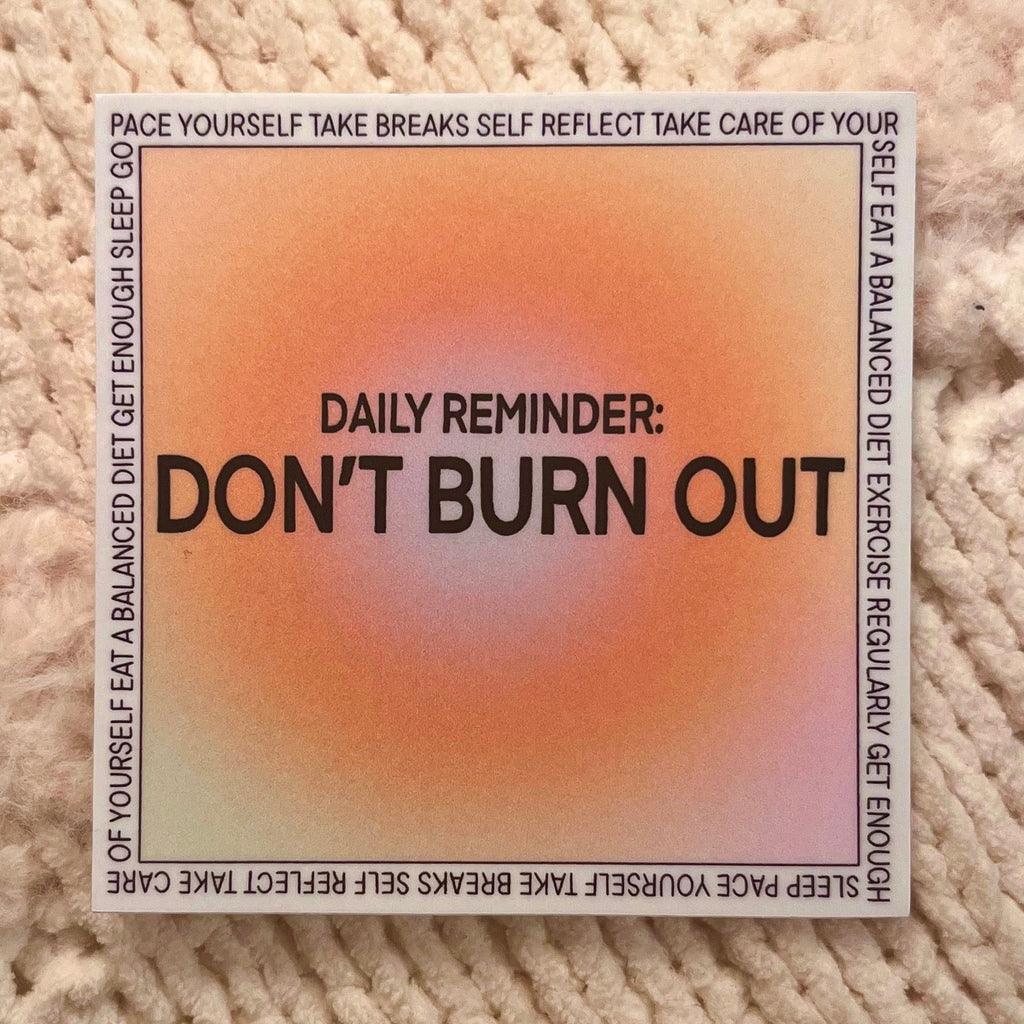 PACE YOURSELF TAKE BREAKS SELF REFLECT TAKE CARE OF YOUR
SELF EAT A BALANCED DIET EXERCISE REGULARLY GET ENOUGH
SLEEP PACE YOURSELF TAKE BREAKS SELF REFLECT TAKE CARE
OF YOURSELF EAT A BALANCED DIET GET ENOUGH SLEEP GO
DAILY REMINDER:
DON'T BURN OUT